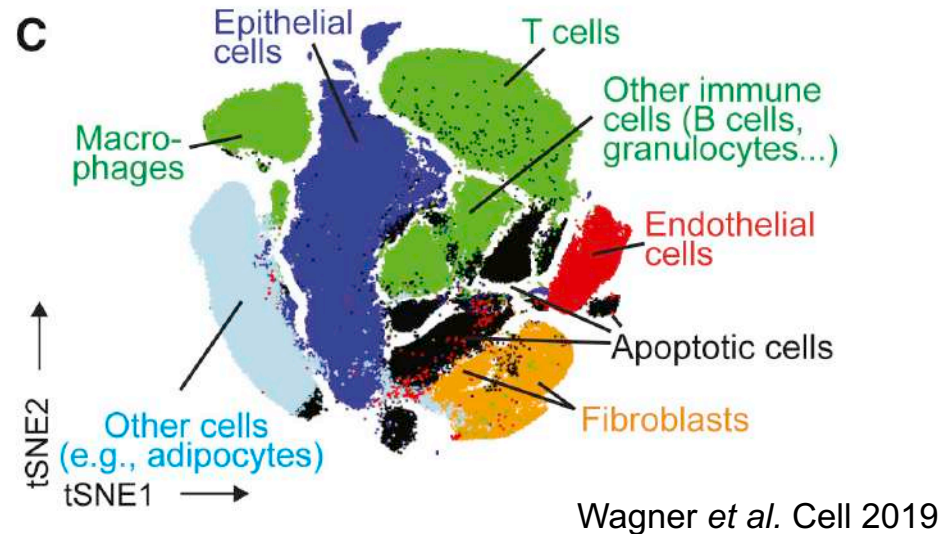 C
Epithelial
cells
T cells
Other immune
cells (B cells,
granulocytes...)
Macro-
phages
Endothelial
cells
Apoptotic cells
Fibroblasts
Other cells
(e.g., adipocytes)
tSNE2
tSNE1
Wagner et al. Cell 2019